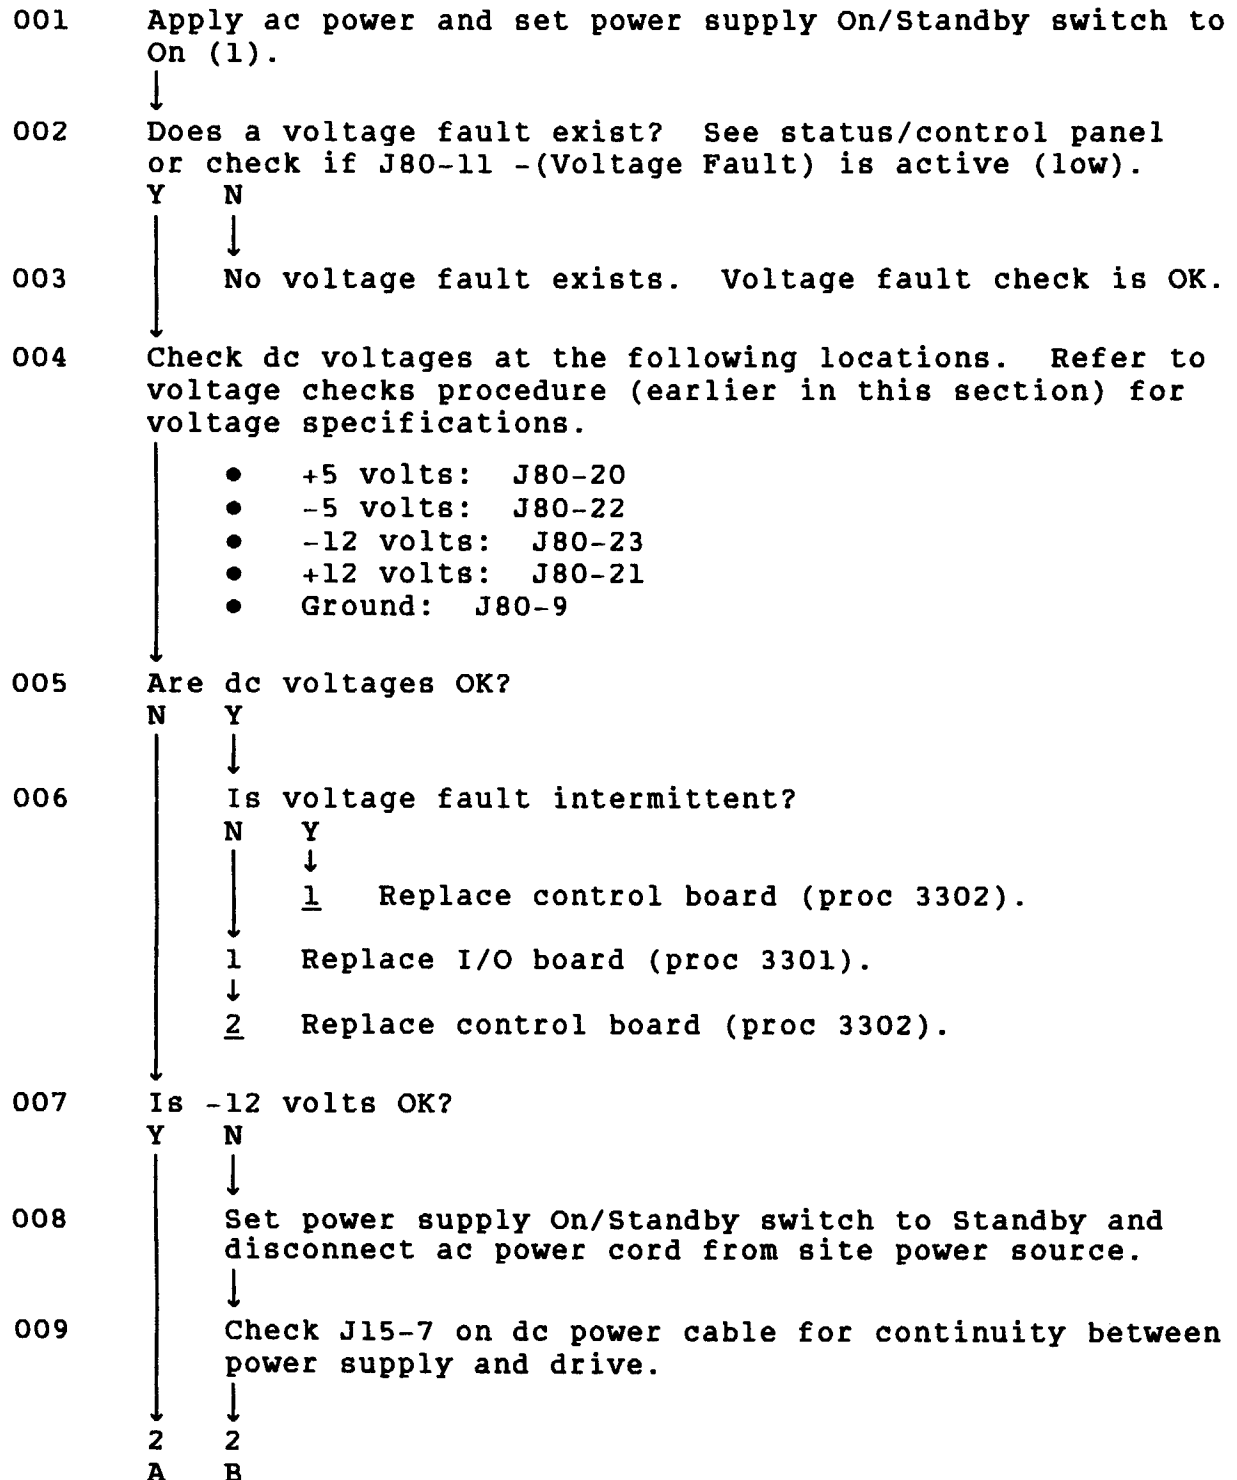 001 Apply ac power and set power supply On/Standby switch to
On (1).
002 Does a voltage fault exist? See status/control panel
or check if J80-11 -(Voltage Fault) is active (low).
Y N
003 No voltage fault exists. Voltage fault check is OK.
004 Check dc voltages at the following locations. Refer to
voltage checks procedure (earlier in this section) for
voltage specifications.
• +5 volts: J80-20
• -5 volts: J80-22
• -12 volts: J80-23
• +12 volts: J80-21
• Ground: J80-9
005 Are dc voltages OK?
N Y
006 Is voltage fault intermittent?
N Y
1 Replace control board (proc 3302).
1 Replace I/O board (proc 3301).
2 Replace control board (proc 3302).
007 Is -12 volts OK?
Y N
008 Set power supply On/Standby switch to Standby and
disconnect ac power cord from site power source.
009 Check J15-7 on dc power cable for continuity between
power supply and drive.
2 2
A B